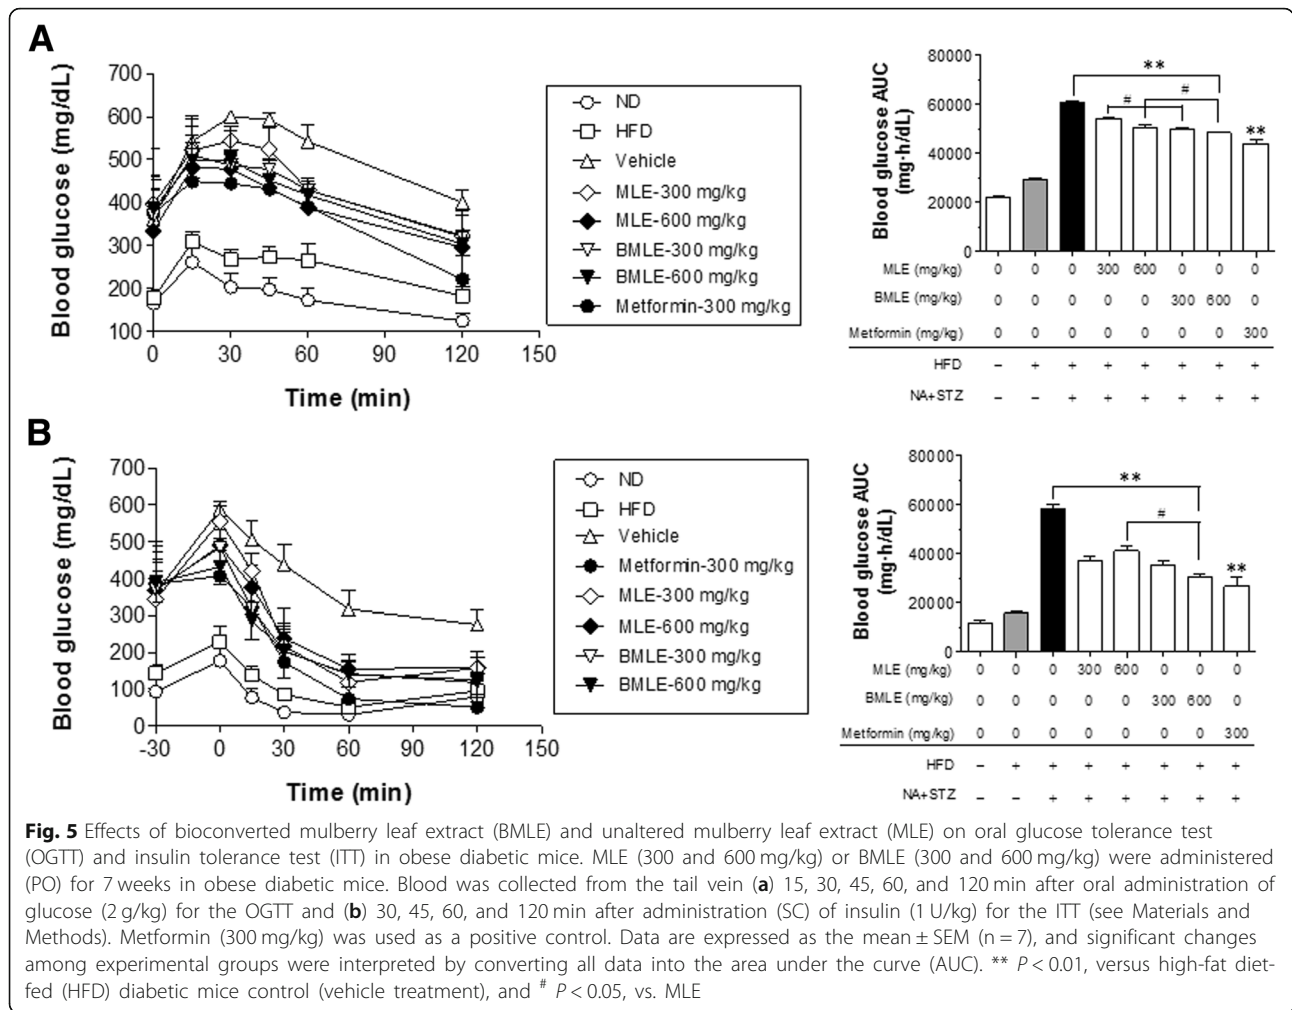 A
Blood glucose (mg/dL)
700
600
500
400
300
200
100
0 30 60 90 120 150
Time (min)
ND
HFD
Vehicle
MLE-300 mg/kg
MLE-600 mg/kg
BMLE-300 mg/kg
BMLE-600 mg/kg
Metformin-300 mg/kg
Blood glucose AUC
(mg·h/dL)
80000
60000
40000
20000
0
**
#
#
**
MLE (mg/kg) 0 0 0 300 600 0 0 0
BMLE (mg/kg) 0 0 0 0 0 300 600 0
Metformin (mg/kg) 0 0 0 0 0 0 0 300
HFD – + + + + + + +
NA+STZ – – + + + + + +
B
Blood glucose (mg/dL)
700
600
500
400
300
200
100
0
-30 0 30 60 90 120 150
Time (min)
ND
HFD
Vehicle
Metformin-300 mg/kg
MLE-300 mg/kg
MLE-600 mg/kg
BMLE-300 mg/kg
BMLE-600 mg/kg
Blood glucose AUC
(mg·h/dL)
80000
60000
40000
20000
0
**
#
**
MLE (mg/kg) 0 0 0 300 600 0 0 0
BMLE (mg/kg) 0 0 0 0 0 300 600 0
Metformin (mg/kg) 0 0 0 0 0 0 0 300
HFD – + + + + + + +
NA+STZ – – + + + + + +
Fig. 5 Effects of bioconverted mulberry leaf extract (BMLE) and unaltered mulberry leaf extract (MLE) on oral glucose tolerance test
(OGTT) and insulin tolerance test (ITT) in obese diabetic mice. MLE (300 and 600 mg/kg) or BMLE (300 and 600 mg/kg) were administered
(PO) for 7 weeks in obese diabetic mice. Blood was collected from the tail vein (a) 15, 30, 45, 60, and 120 min after oral administration of
glucose (2 g/kg) for the OGTT and (b) 30, 45, 60, and 120 min after administration (SC) of insulin (1 U/kg) for the ITT (see Materials and
Methods). Metformin (300 mg/kg) was used as a positive control. Data are expressed as the mean ± SEM (n = 7), and significant changes
among experimental groups were interpreted by converting all data into the area under the curve (AUC). ** P < 0.01, versus high-fat diet-
fed (HFD) diabetic mice control (vehicle treatment), and # P < 0.05, vs. MLE